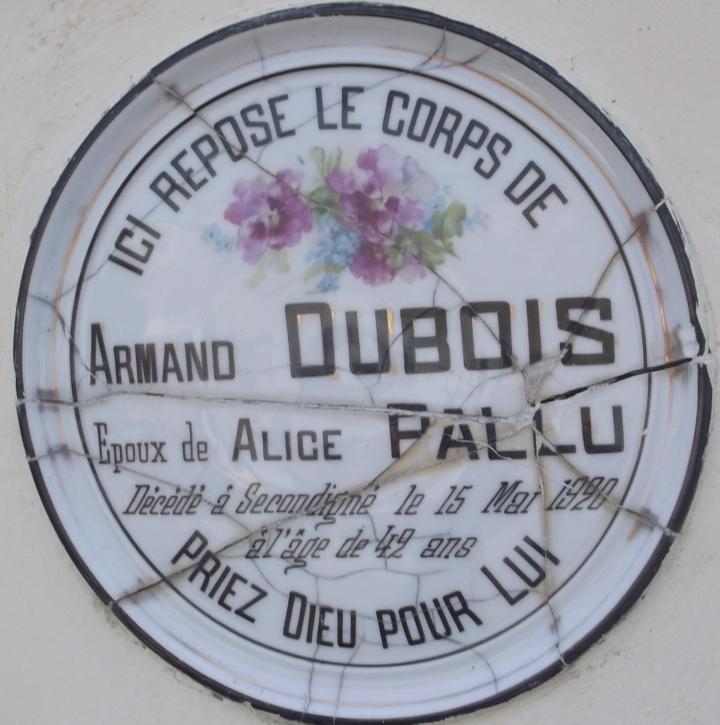 ICI REPOSE LE CORPS DE
ARMAND DUBOIS
Epoux de ALICE BALLU
Décédé à Secondigné le 15 Mai 1920
à l'âge de 42 ans
PRIEZ DIEU POUR LUI